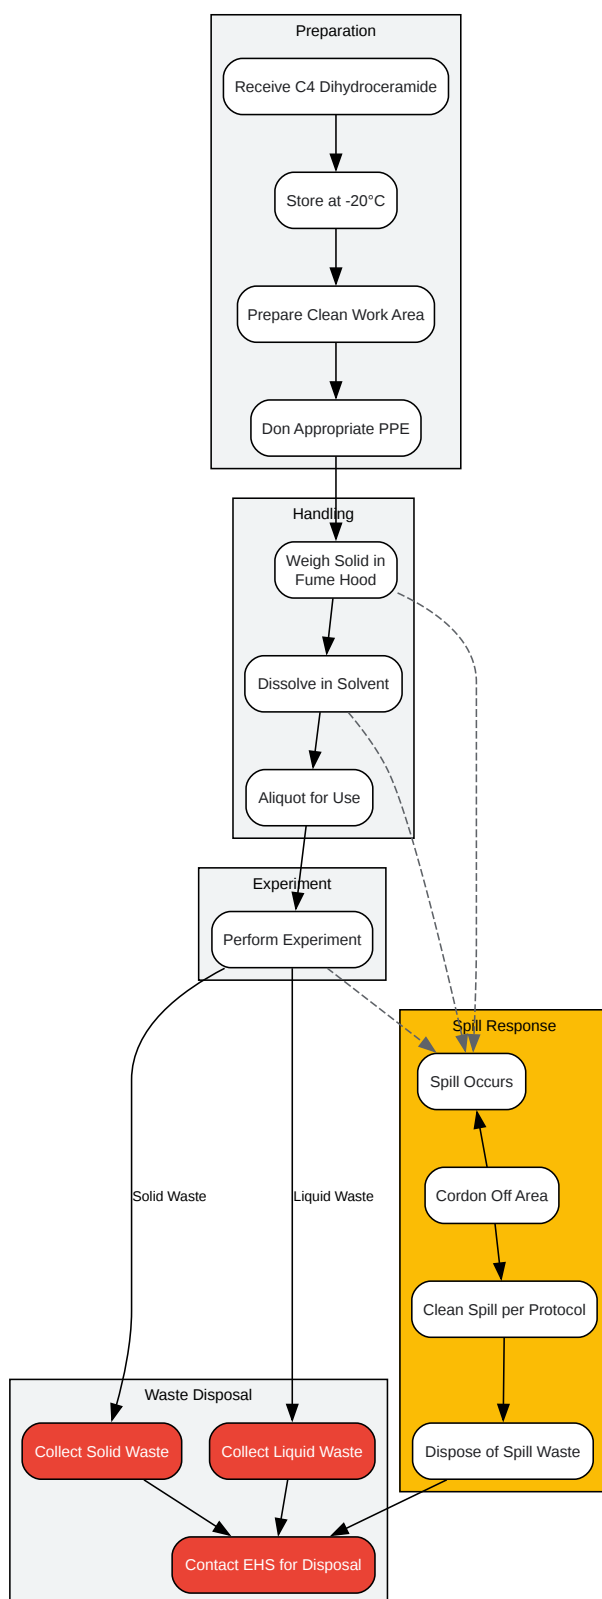 Preparation
Receive C4 Dihydroceramide
Store at -20°C
Prepare Clean Work Area
Don Appropriate PPE
Handling
Weigh Solid in
Fume Hood
Dissolve in Solvent
Aliquot for Use
Experiment
Perform Experiment
Spill Response
Spill Occurs
Cordon Off Area
Solid Waste
Liquid Waste
Clean Spill per Protocol
Waste Disposal
Collect Solid Waste
Collect Liquid Waste
Dispose of Spill Waste
Contact EHS for Disposal